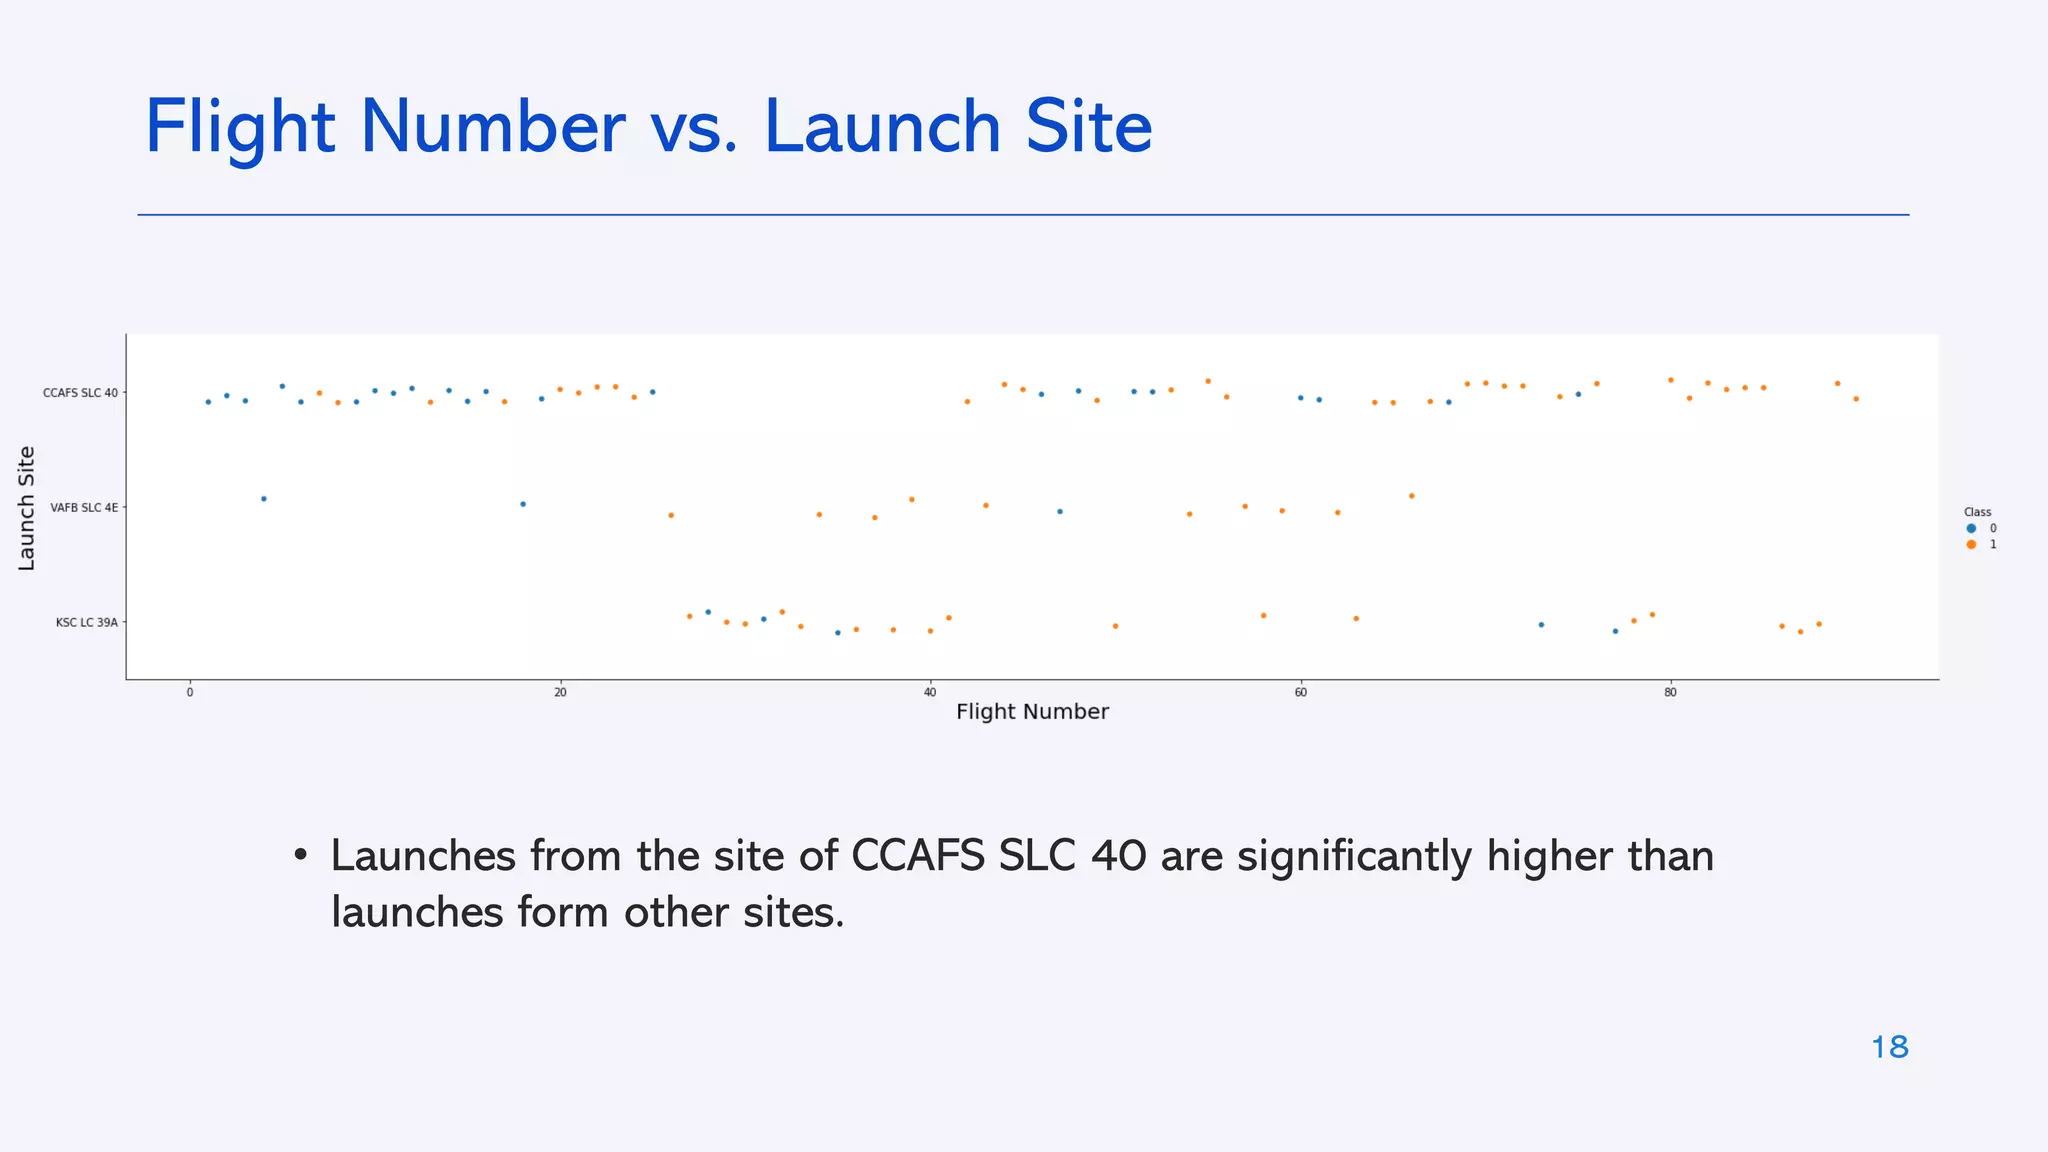 Flight Number vs. Launch Site
CCAFS SLC 40
VAFB SLC 4E
KSC LC 39A
Launch Site
0 20 40 60 80
Flight Number
Class
0
1
• Launches from the site of CCAFS SLC 40 are significantly higher than
launches form other sites.
18